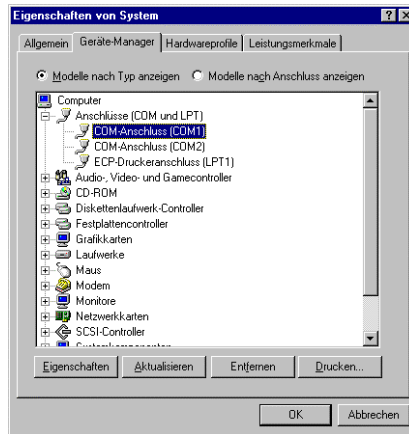 Eigenschaften von System
Allgemein Geräte-Manager Hardwareprofile Leistungsmerkmale
Modelle nach Typ anzeigen Modelle nach Anschluss anzeigen
Computer
Anschlüsse (COM und LPT)
COM-Anschluss (COM1)
COM-Anschluss (COM2)
ECP-Druckeranschluss (LPT1)
Audio-, Video- und Gamecontroller
CD-ROM
Diskettenlaufwerk-Controller
Festplattencontroller
Grafikkarten
Laufwerke
Maus
Modem
Monitore
Netzwerkkarten
SCSI-Controller
Systemkomponenten
Eigenschaften Aktualisieren Entfernen Drucken...
OK Abbrechen